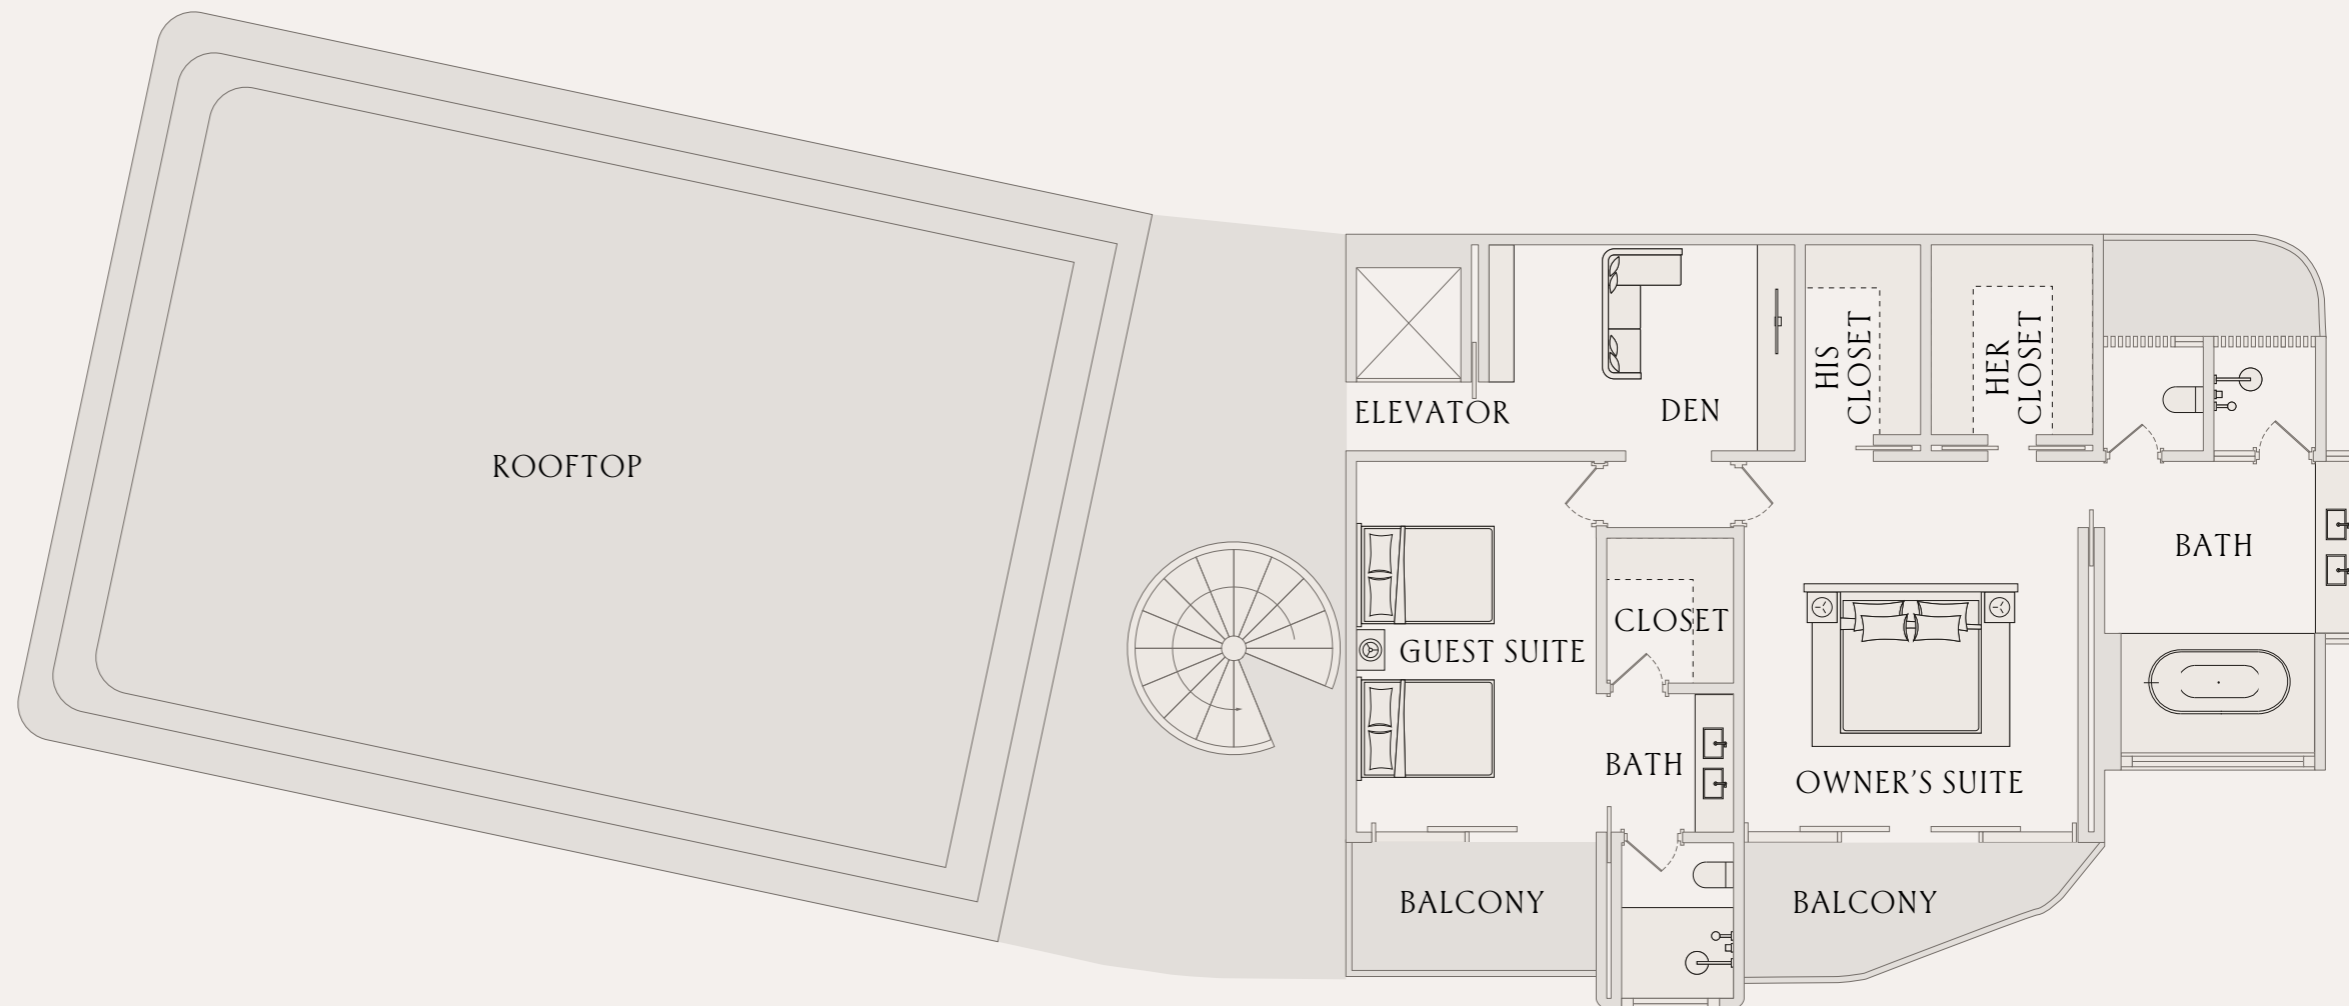 ROOFTOP
ELEVATOR
DEN
HIS
CLOSET
HER
CLOSET
BATH
CLOSET
GUEST SUITE
BATH
OWNER'S SUITE
BALCONY
BALCONY